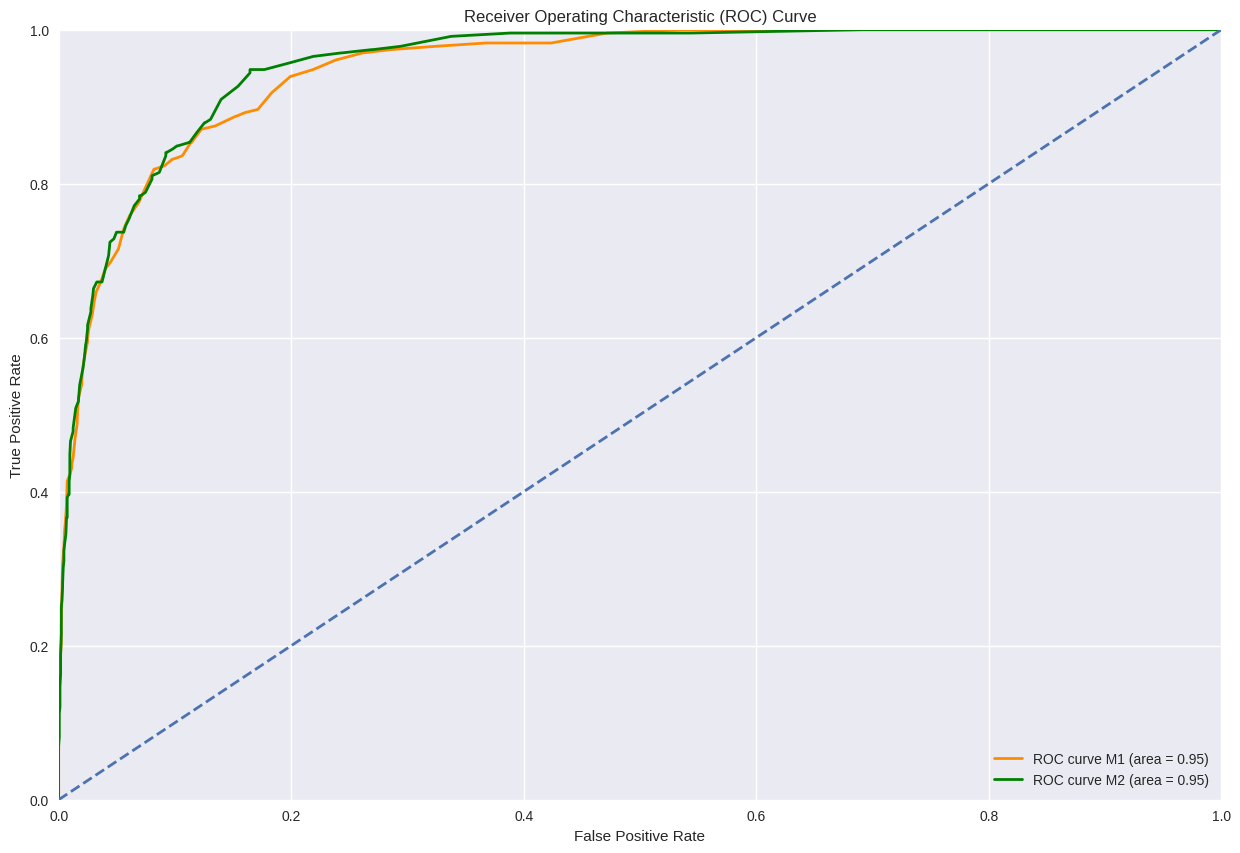 Receiver Operating Characteristic (ROC) Curve
1.0
0.8
0.6
0.4
0.2
0.0
True Positive Rate
ROC curve M1 (area = 0.95)
ROC curve M2 (area = 0.95)
0.0 0.2 0.4 0.6 0.8 1.0
False Positive Rate